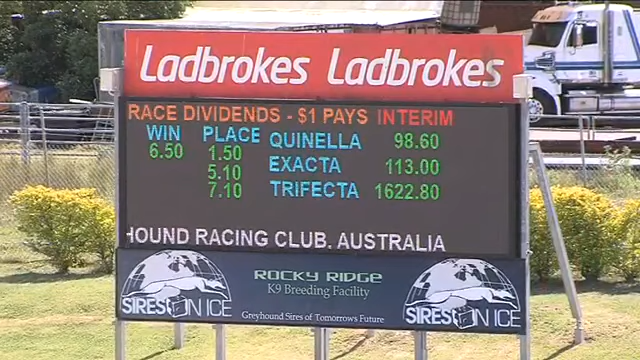 Ladbrokes Ladbrokes
RACE DIVIDENDS - $1 PAYS INTERIM
WIN PLACE QUINELLA 98.60
6.50 1.50
EXACTA 113.00
5.10
TRIFECTA 1622.80
7.10
HOUND RACING CLUB. AUSTRALIA
ROCKY RIDGE
K9 Breeding Facility
SIRES ON ICE
SIRES ON ICE
Greyhound Sires of Tomorrows Future